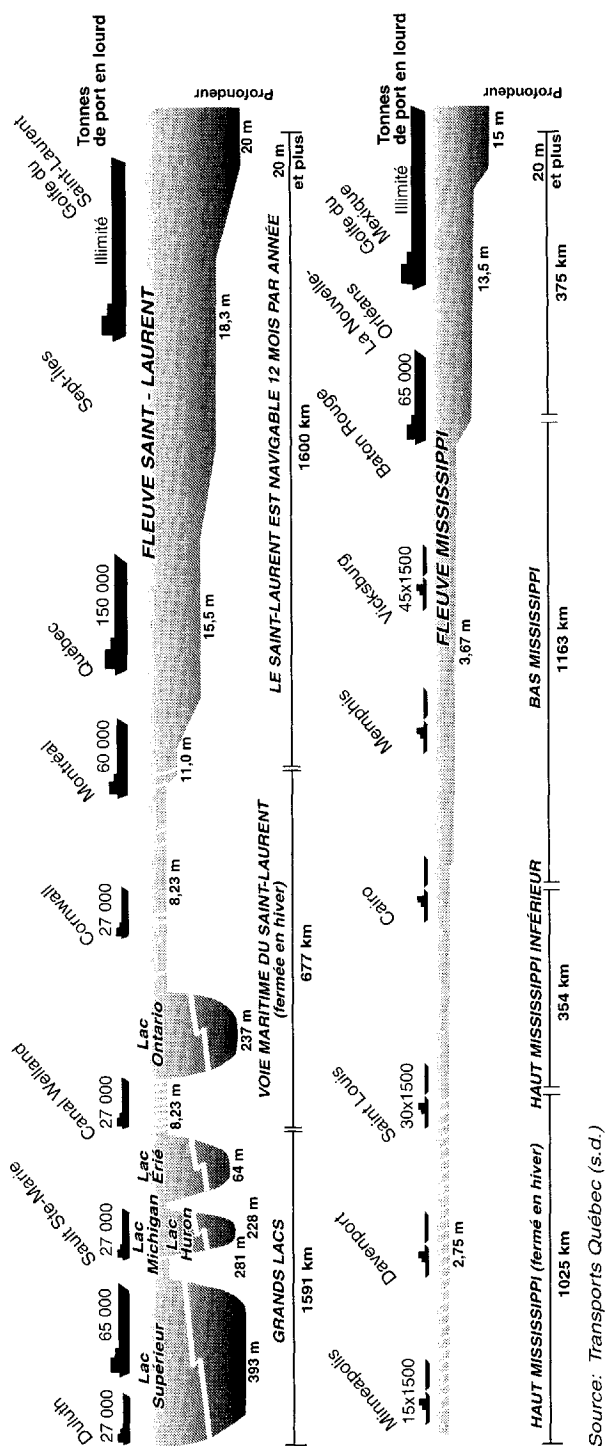 Duluth
Sault Ste-Marie
Canal Welland
Cornwall
Montréal
Québec
Sept-Îles
Golfe du
Saint-Laurent
27 000
65 000
27 000
27 000
27 000
60 000
150 000
Illimité
Tonnes
de port en lourd
Lac
Supérieur
Lac
Michigan
Lac
Huron
Lac
Érié
Lac
Ontario
FLEUVE SAINT - LAURENT
393 m
281 m
228 m
64 m
8,23 m
237 m
8,23 m
11,0 m
15,5 m
18,3 m
20 m
Profondeur
GRANDS LACS
1591 km
VOIE MARITIME DU SAINT-LAURENT
(fermée en hiver)
677 km
LE SAINT-LAURENT EST NAVIGABLE 12 MOIS PAR ANNÉE
1600 km
20 m
et plus
Minneapolis
Davenport
Saint Louis
Cairo
Memphis
Vicksburg
Baton Rouge
La Nouvelle-
Orléans
Golfe du
Mexique
15x1500
30x1500
45x1500
65 000
Illimité
Tonnes
de port en lourd
FLEUVE MISSISSIPPI
2,75 m
3,67 m
13,5 m
15 m
Profondeur
HAUT MISSISSIPPI (fermé en hiver)
1025 km
HAUT MISSISSIPPI INFÉRIEUR
354 km
BAS MISSISSIPPI
1163 km
375 km
20 m
et plus
Source: Transports Québec (s.d.)